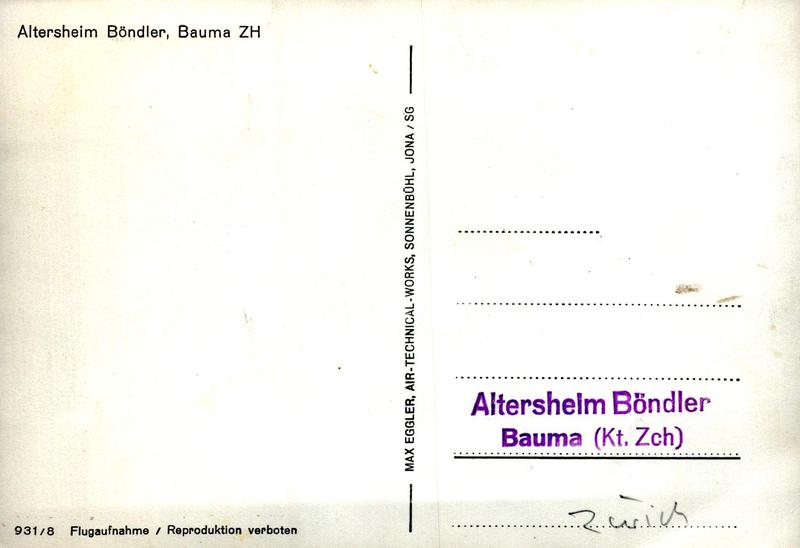 Altersheim Böndler, Bauma ZH
MAX EGGLER, AIR-TECHNICAL-WORKS, SONNENBÜHL, JONA / SG
Altersheim Böndler
Bauma (Kt. Zch)
Zürich
931/8 Flugaufnahme / Reproduktion verboten